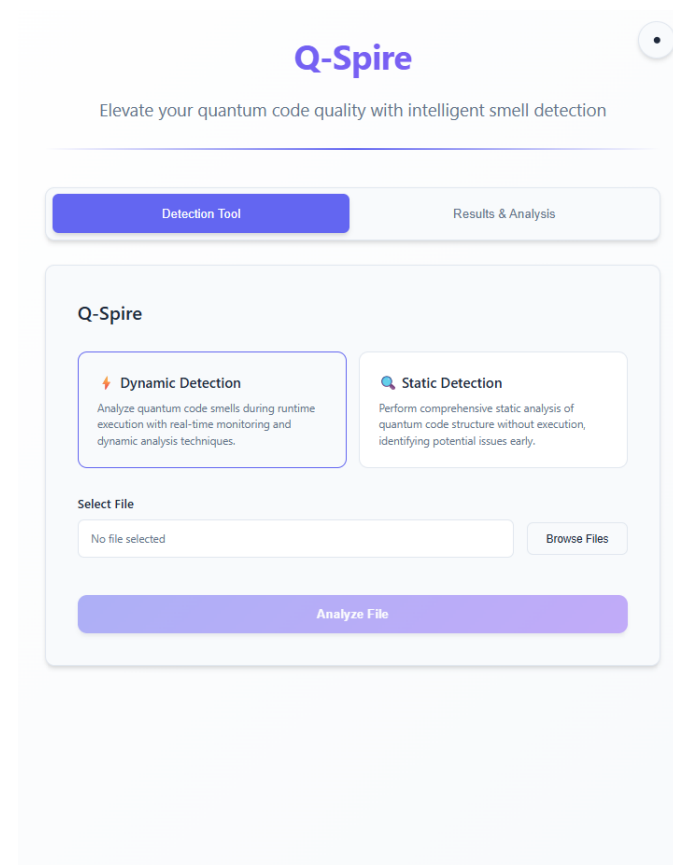 Q-Spire
Elevate your quantum code quality with intelligent smell detection
Detection Tool
Results & Analysis
Q-Spire
Dynamic Detection
Analyze quantum code smells during runtime
execution with real-time monitoring and
dynamic analysis techniques.
Static Detection
Perform comprehensive static analysis of
quantum code structure without execution,
identifying potential issues early.
Select File
No file selected
Browse Files
Analyze File